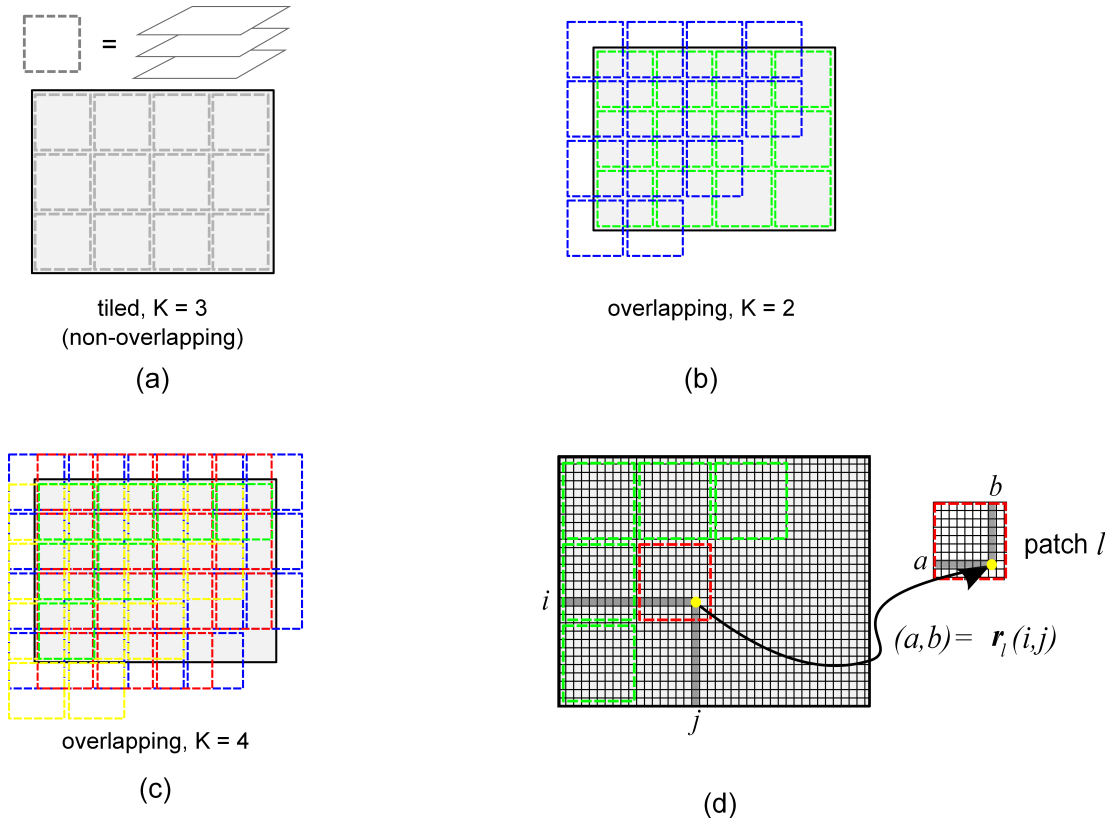 =
tiled, K = 3
(non-overlapping)
(a)
overlapping, K = 2
(b)
overlapping, K = 4
(c)
b
a
patch l
i
(a,b) = r_l(i,j)
j
(d)